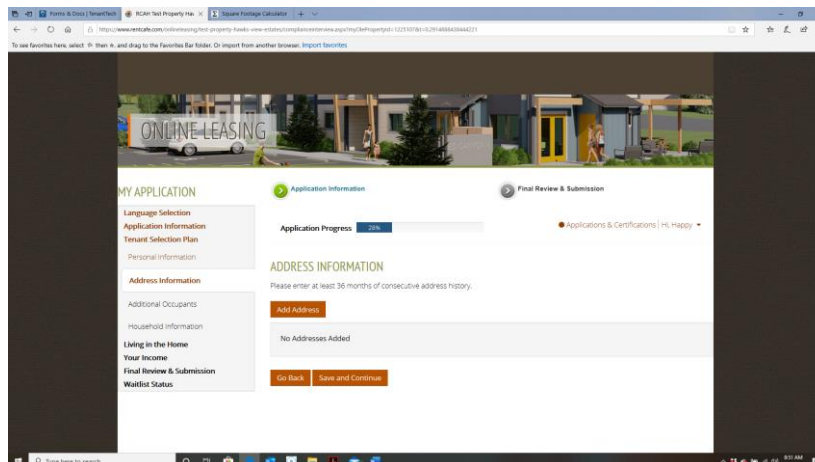 Forms & Docs | TenantTech
RCAH Test Property Haw
Square Footage Calculator
To see favorites here, select then, and drag to the Favorites Bar folder. Or import from another browser. Import favorites
ONLINE LEASING
MY APPLICATION
Language Selection
Application Information
Tenant Selection Plan
Personal Information
Address Information
Additional Occupants
Household Information
Living in the Home
Your Income
Final Review & Submission
Waitlist Status
Application Information
Final Review & Submission
Application Progress 28%
Applications & Certifications | Hi, Happy
ADDRESS INFORMATION
Please enter at least 36 months of consecutive address history.
Add Address
No Addresses Added
Go Back Save and Continue
Type here to search
8:51 AM